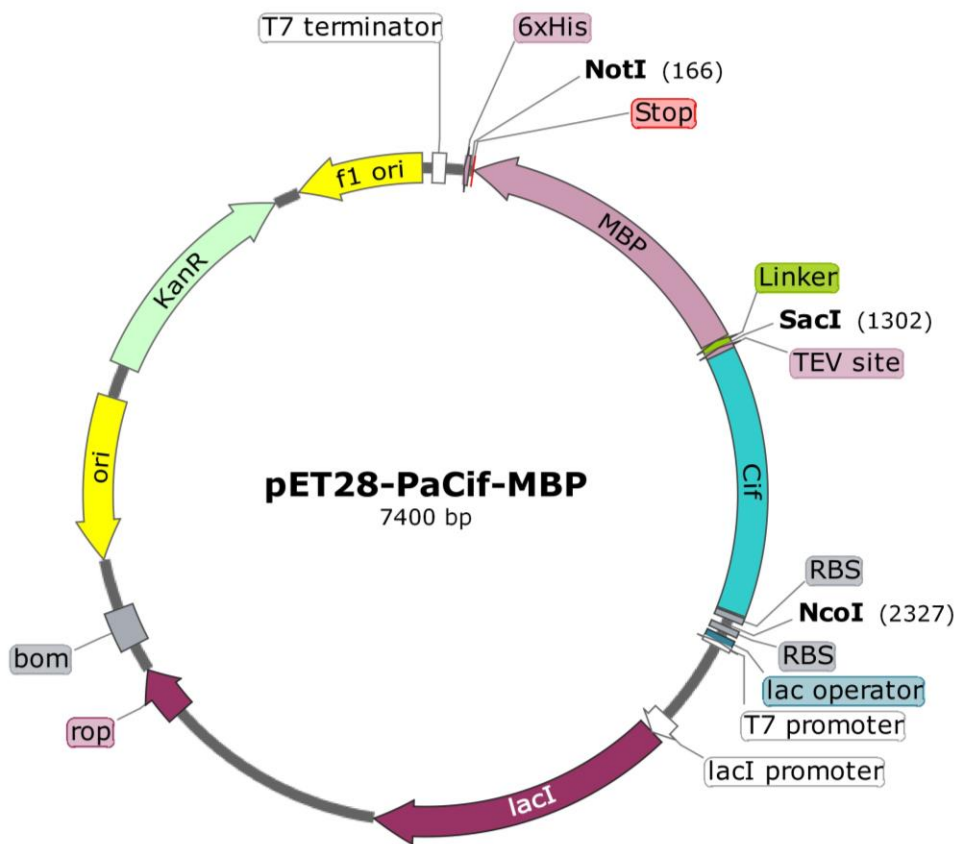 T7 terminator
6xHis
NotI (166)
Stop
f1 ori
MBP
KanR
Linker
SacI (1302)
TEV site
ori
pET28-PaCif-MBP
7400 bp
Cif
RBS
NcoI (2327)
RBS
bom
lac operator
T7 promoter
rop
lacI promoter
lacI